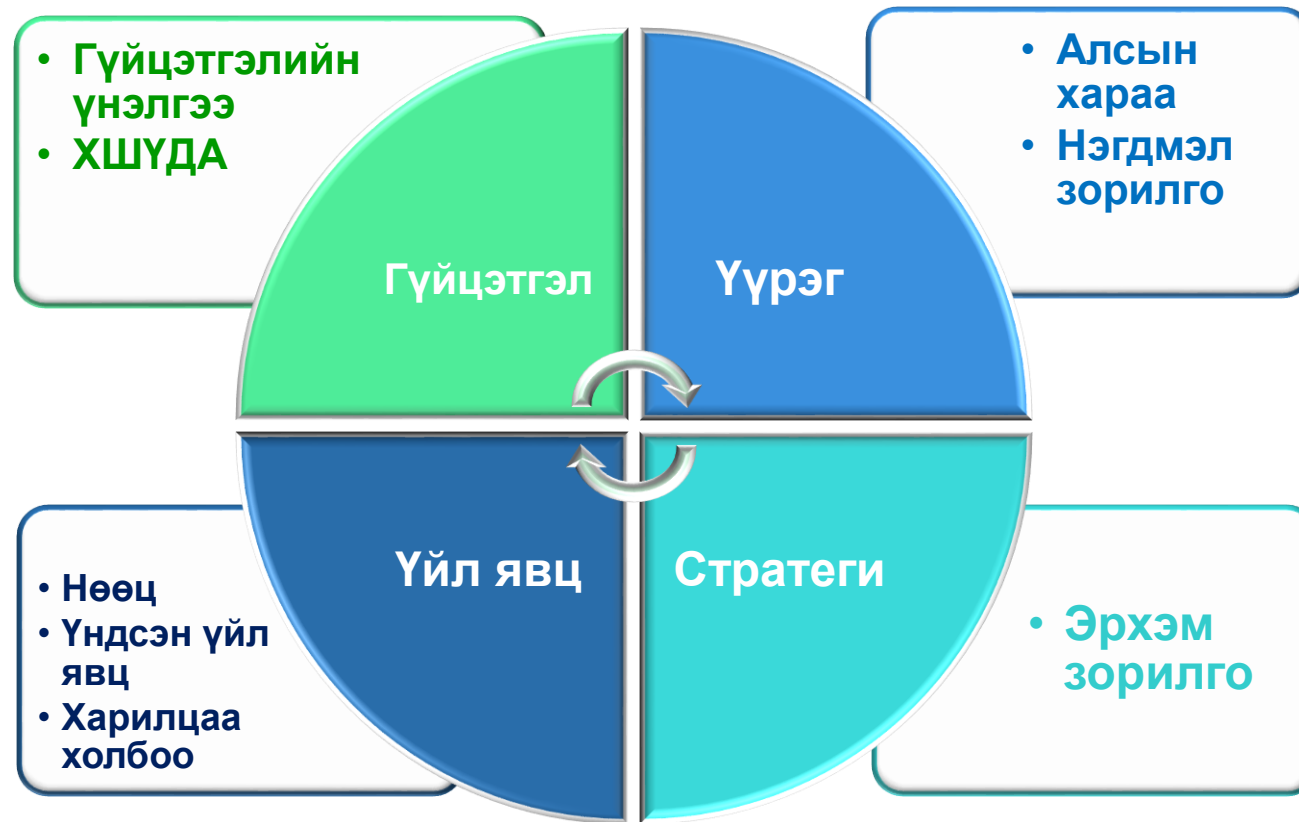 • Гүйцэтгэлийн
үнэлгээ
• ХШҮДА
• Алсын
хараа
• Нэгдмэл
зорилго
Гүйцэтгэл
Үүрэг
Үйл явц
Стратеги
• Нөөц
• Үндсэн үйл
явц
• Харилцаа
холбоо
• Эрхэм
зорилго